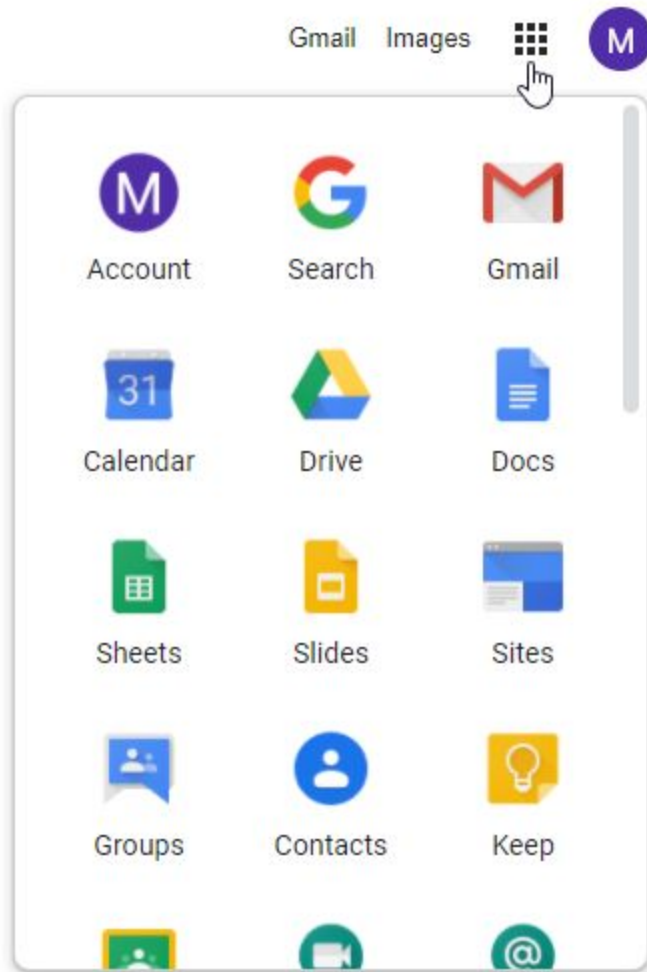 Gmail Images M
M
Account Search Gmail
31
Calendar Drive Docs
Sheets Slides Sites
Groups Contacts Keep
@